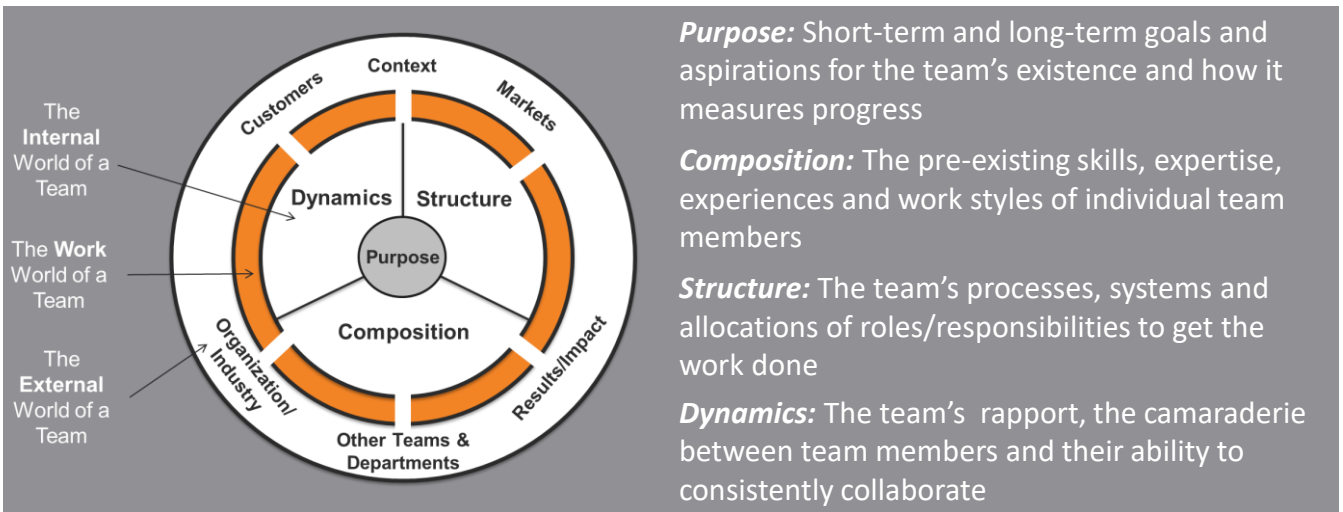 The
Internal
World of a
Team
The Work
World of a
Team
The
External
World of a
Team
Context
Customers
Markets
Dynamics
Structure
Purpose
Composition
Organization/
Industry
Results/Impact
Other Teams &
Departments
Purpose: Short-term and long-term goals and
aspirations for the team’s existence and how it
measures progress
Composition: The pre-existing skills, expertise,
experiences and work styles of individual team
members
Structure: The team’s processes, systems and
allocations of roles/responsibilities to get the
work done
Dynamics: The team’s  rapport, the camaraderie
between team members and their ability to
consistently collaborate